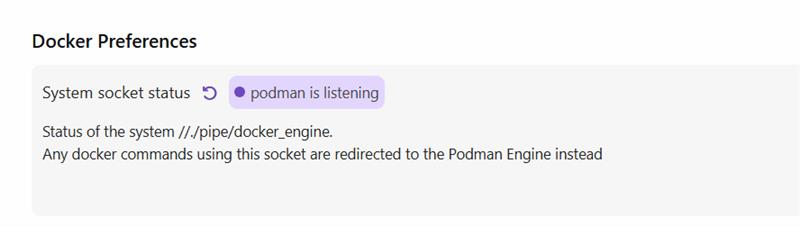 Docker Preferences
System socket status podman is listening
Status of the system //./pipe/docker_engine.
Any docker commands using this socket are redirected to the Podman Engine instead